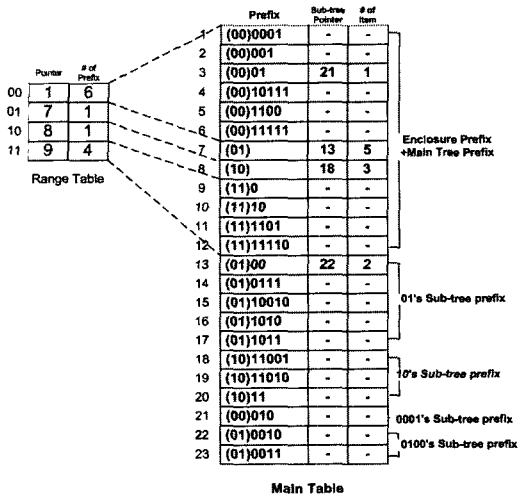 Prefix Sub-tree Pointer # of Item
1 (00)0001 - -
2 (00)001 - -
3 (00)01 21 1
4 (00)10111 - -
5 (00)1100 - -
6 (00)11111 - -
7 (01) 13 5
8 (10) 18 3
9 (11)0 - -
10 (11)10 - -
11 (11)1101 - -
12 (11)11110 - -
13 (01)00 22 2
14 (01)0111 - -
15 (01)10010 - -
16 (01)1010 - -
17 (01)1011 - -
18 (10)11001 - -
19 (10)11010 - -
20 (10)11 - -
21 (00)010 - -
22 (01)0010 - -
23 (01)0011 - -
Main Table
Pointer # of Prefix
00 1 6
01 7 1
10 8 1
11 9 4
Range Table
Enclosure Prefix
+Main Tree Prefix
01's Sub-tree prefix
10's Sub-tree prefix
0001's Sub-tree prefix
0100's Sub-tree prefix